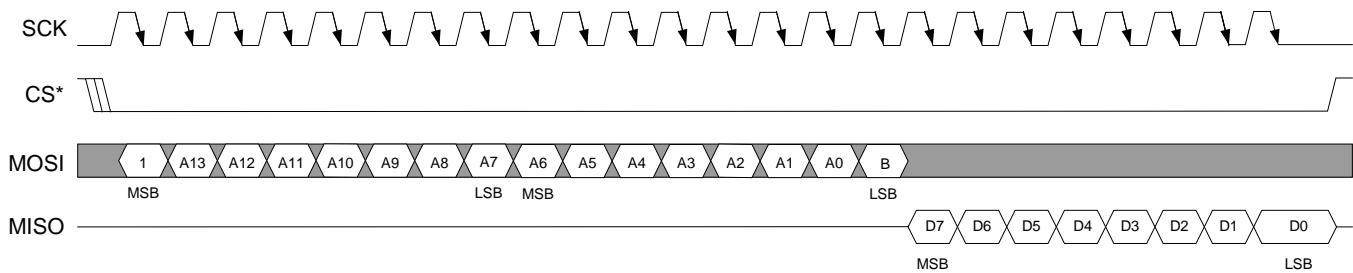 SCK
CS*
MOSI 1 A13 A12 A11 A10 A9 A8 A7 A6 A5 A4 A3 A2 A1 A0 B
MSB LSB MSB LSB
MISO D7 D6 D5 D4 D3 D2 D1 D0
MSB LSB